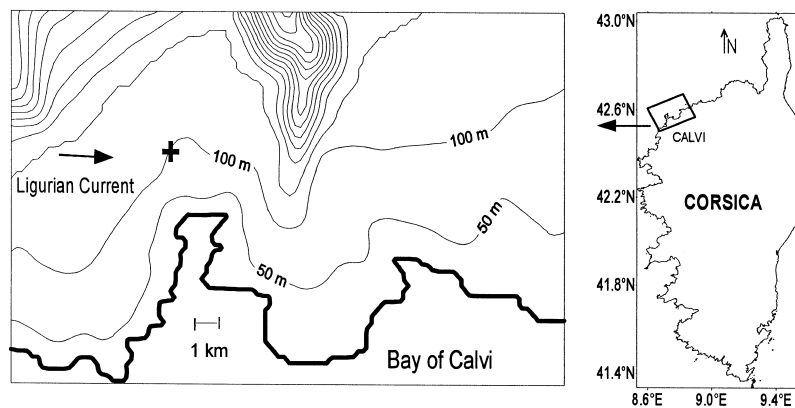 100 m
100 m
Ligurian Current
50 m
50 m
1 km
Bay of Calvi
43.0°N
42.6°N
42.2°N
41.8°N
41.4°N
N
CALVI
CORSICA
8.6°E
9.0°E
9.4°E